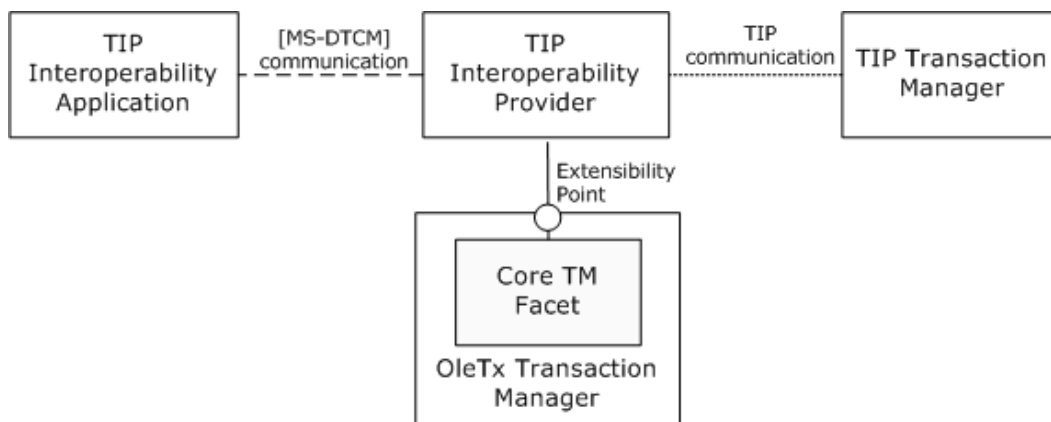 TIP
Interoperability
Application
[MS-DTCM]
communication
TIP
Interoperability
Provider
TIP
communication
TIP Transaction
Manager
Extensibility
Point
Core TM
Facet
OleTx Transaction
Manager